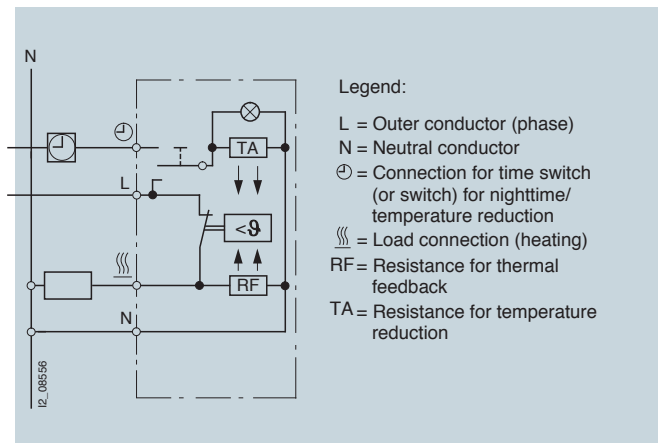 N
L
N
TA
<ϑ
RF
I2_08556
Legend:
L = Outer conductor (phase)
N = Neutral conductor
= Connection for time switch
(or switch) for nighttime/
temperature reduction
= Load connection (heating)
RF = Resistance for thermal
feedback
TA = Resistance for temperature
reduction